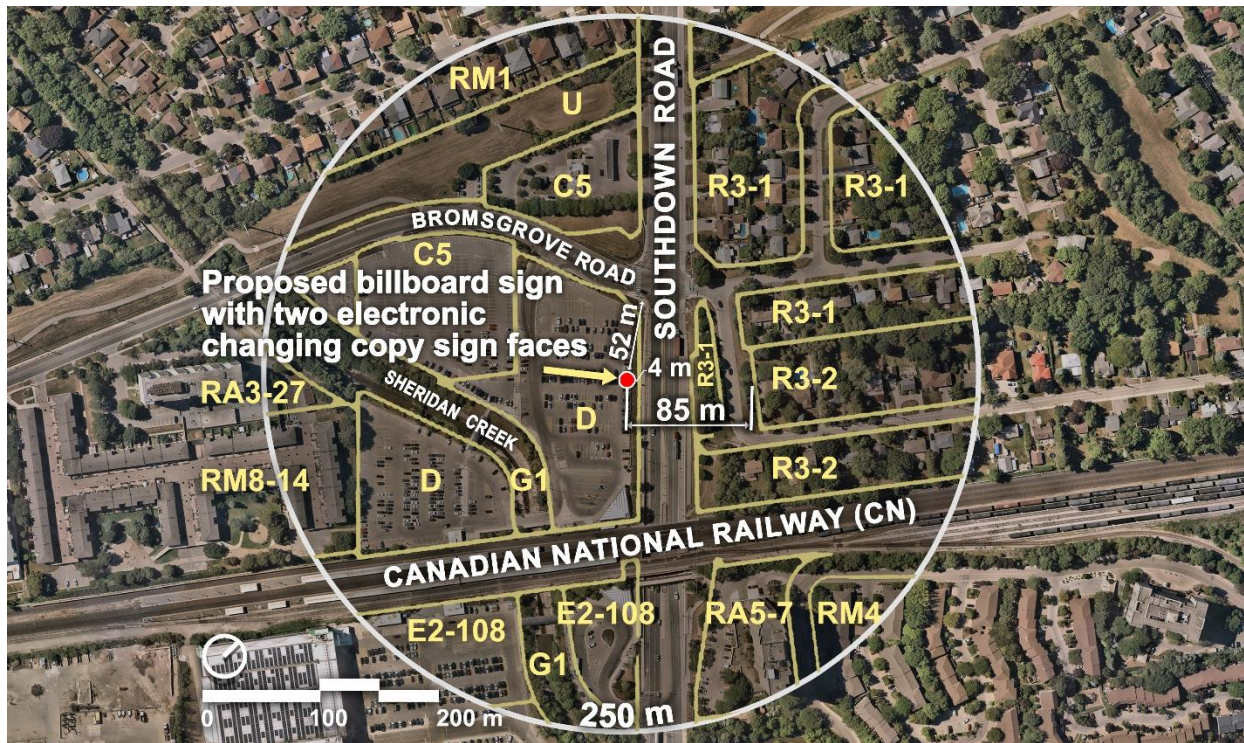 RM1
U
SOUTHDOWN ROAD
C5
R3-1
R3-1
BROMSGROVE ROAD
C5
Proposed billboard sign
with two electronic
changing copy sign faces
52 m
4 m
R3-1
R3-1
R3-2
85 m
RA3-27
SHERIDAN CREEK
D
RM8-14
D
G1
R3-2
CANADIAN NATIONAL RAILWAY (CN)
E2-108
E2-108
RA5-7
RM4
G1
0
100
200 m
250 m